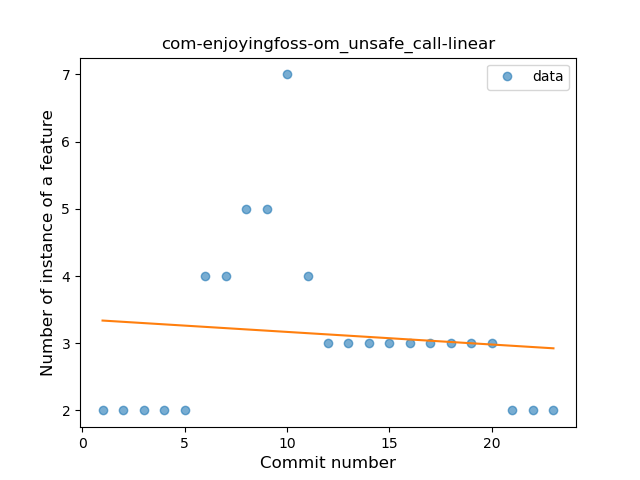 com-enjoyingfoss-om_unsafe_call-linear
data
Number of instance of a feature
7
6
5
4
3
2
0
5
10
15
20
Commit number